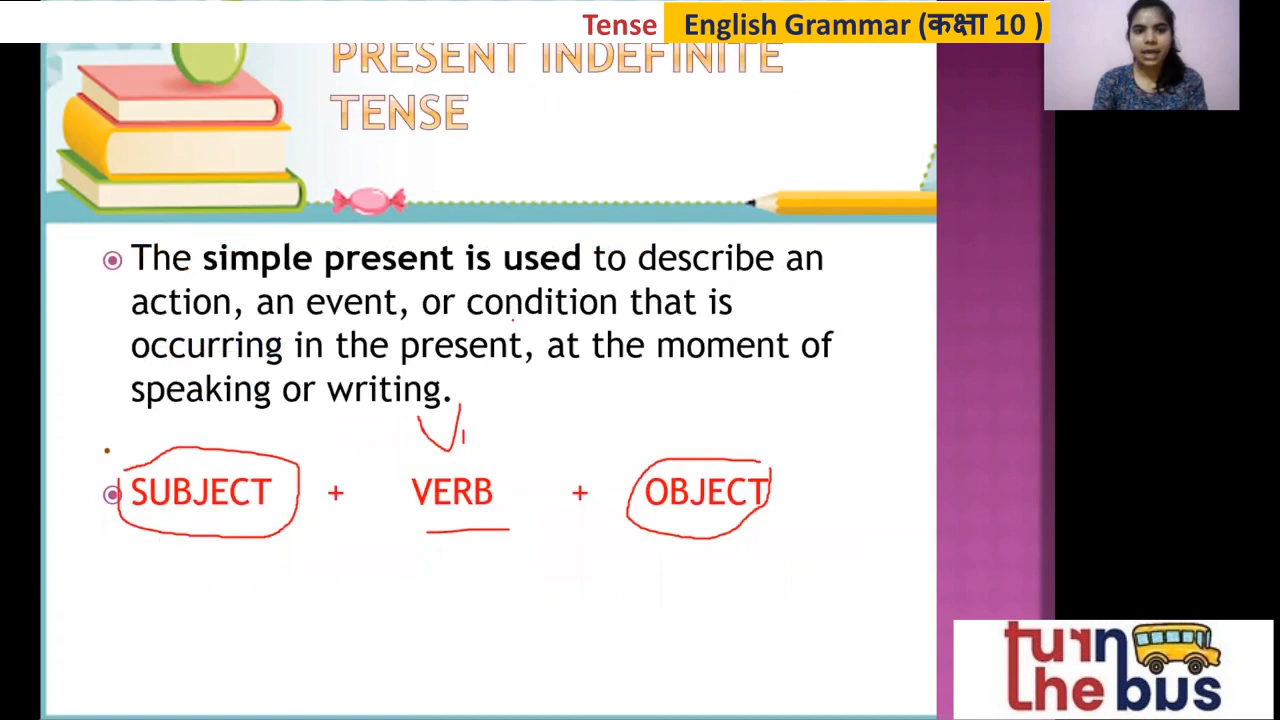 Tense English Grammar (कक्षा 10 )
PRESENT INDEFINITE
TENSE
The simple present is used to describe an
action, an event, or condition that is
occurring in the present, at the moment of
speaking or writing.
V1
SUBJECT + VERB + OBJECT
turn
the bus